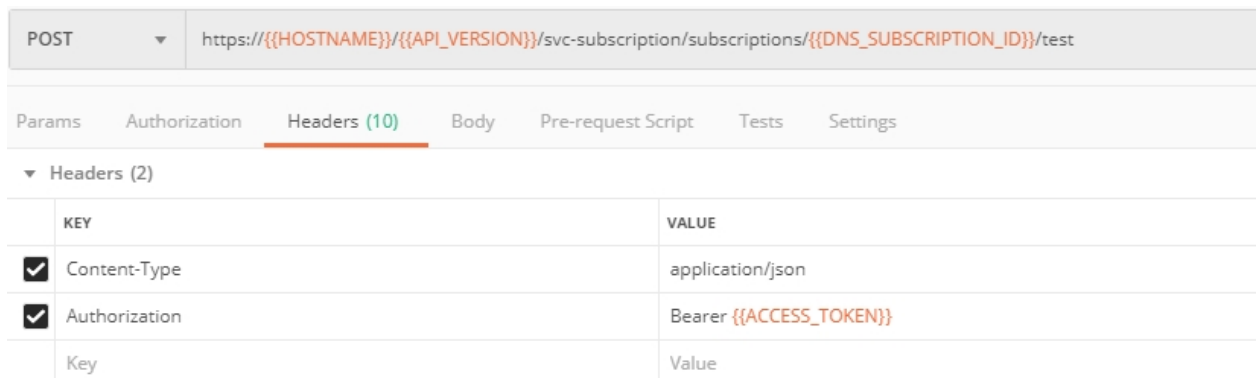 POST https://{{HOSTNAME}}/{{API_VERSION}}/svc-subscription/subscriptions/{{DNS_SUBSCRIPTION_ID}}/test
Params Authorization Headers (10) Body Pre-request Script Tests Settings
Headers (2)
KEY VALUE
Content-Type application/json
Authorization Bearer {{ACCESS_TOKEN}}
Key Value